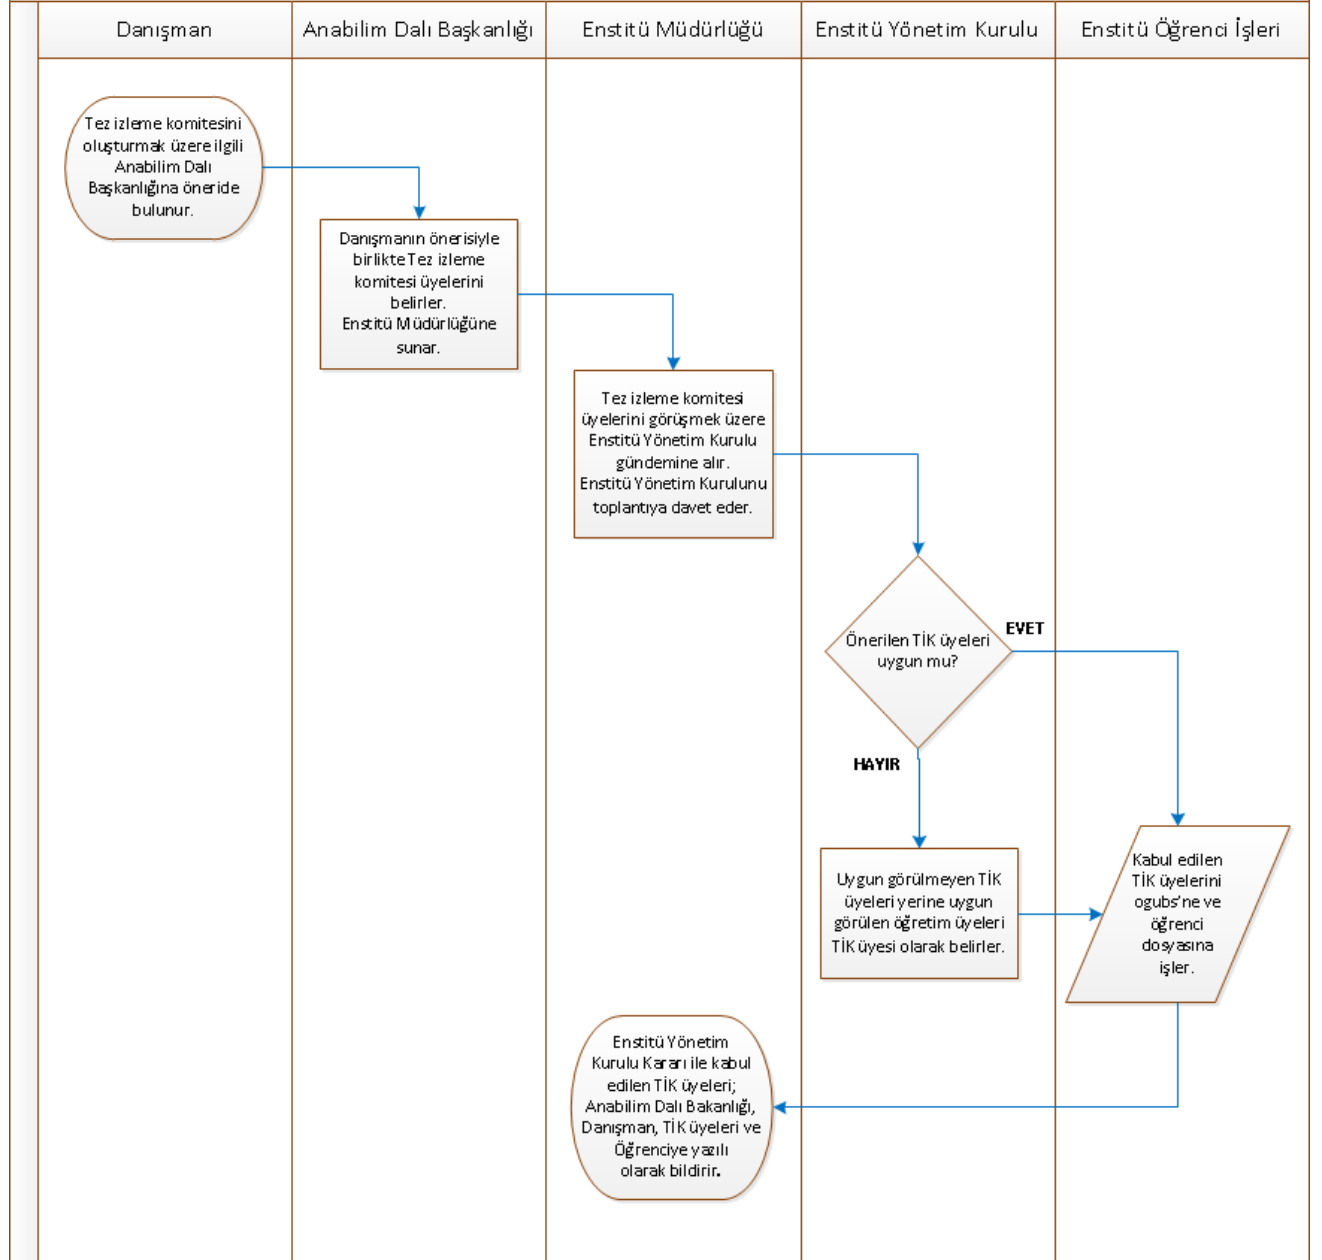 Danışman
Anabilim Dalı Başkanlığı
Enstitü Müdürlüğü
Enstitü Yönetim Kurulu
Enstitü Öğrenci İşleri
Tez izleme komitesini
oluşturmak üzere ilgili
Anabilim Dalı
Başkanlığına öneride
bulunur.
Danışmanın önerisiyle
birlikte Tez izleme
komitesi üyelerini
belirler.
Enstitü Müdürlüğüne
sunar.
Tez izleme komitesi
üyelerini görüşmek üzere
Enstitü Yönetim Kurulu
gündemine alır.
Enstitü Yönetim Kurulunu
toplantıya davet eder.
Önerilen TİK üyeleri
uygun mu?
EVET
HAYIR
Uygun görülmeyen TİK
üyeleri yerine uygun
görülen öğretim üyeleri
TİK üyesi olarak belirler.
Kabul edilen
TİK üyelerini
ogubs'ne ve
öğrenci
dosyasına
işler.
Enstitü Yönetim
Kurulu Kararı ile kabul
edilen TİK üyeleri;
Anabilim Dalı Bakanlığı,
Danışman, TİK üyeleri ve
Öğrenciye yazılı
olarak bildirir.